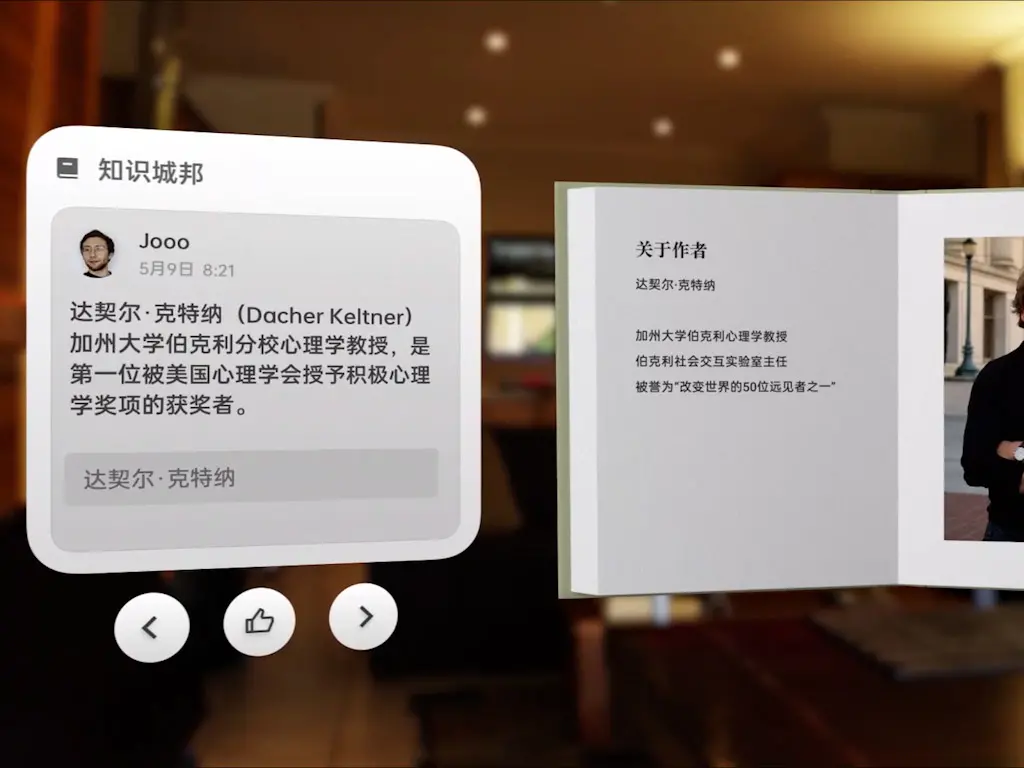 知识城邦
Jooo
5月9日 8:21
达契尔·克特纳（Dacher Keltner）
加州大学伯克利分校心理学教授，是
第一位被美国心理学会授予积极心理
学奖项的获奖者。
达契尔·克特纳
关于作者
达契尔·克特纳
加州大学伯克利心理学教授
伯克利社会交互实验室主任
被誉为“改变世界的50位远见者之一”